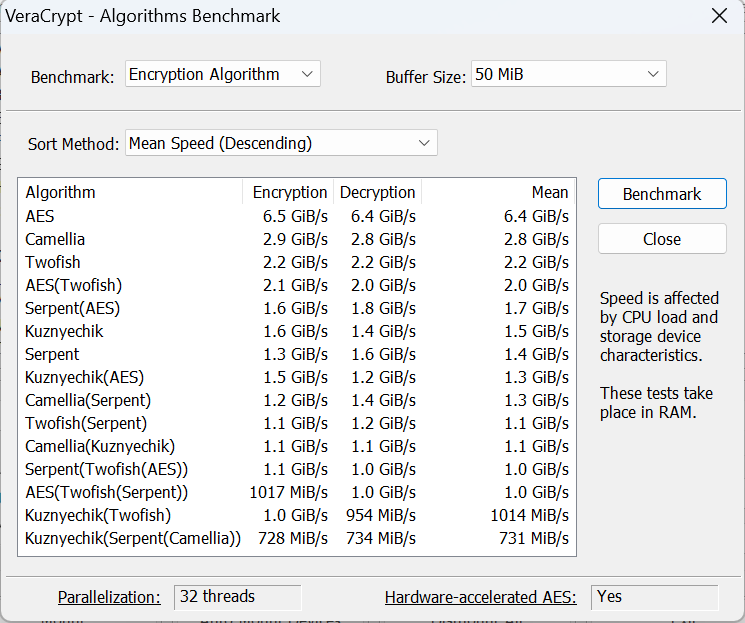 VeraCrypt - Algorithms Benchmark
Benchmark: Encryption Algorithm Buffer Size: 50 MiB
Sort Method: Mean Speed (Descending)
Algorithm Encryption Decryption Mean
AES 6.5 GiB/s 6.4 GiB/s 6.4 GiB/s
Camellia 2.9 GiB/s 2.8 GiB/s 2.8 GiB/s
Twofish 2.2 GiB/s 2.2 GiB/s 2.2 GiB/s
AES(Twofish) 2.1 GiB/s 2.0 GiB/s 2.0 GiB/s
Serpent(AES) 1.6 GiB/s 1.8 GiB/s 1.7 GiB/s
Kuznyechik 1.6 GiB/s 1.4 GiB/s 1.5 GiB/s
Serpent 1.3 GiB/s 1.6 GiB/s 1.4 GiB/s
Kuznyechik(AES) 1.5 GiB/s 1.2 GiB/s 1.3 GiB/s
Camellia(Serpent) 1.2 GiB/s 1.4 GiB/s 1.3 GiB/s
Twofish(Serpent) 1.1 GiB/s 1.2 GiB/s 1.1 GiB/s
Camellia(Kuznyechik) 1.1 GiB/s 1.1 GiB/s 1.1 GiB/s
Serpent(Twofish(AES)) 1.1 GiB/s 1.0 GiB/s 1.0 GiB/s
AES(Twofish(Serpent)) 1017 MiB/s 1.0 GiB/s 1.0 GiB/s
Kuznyechik(Twofish) 1.0 GiB/s 954 MiB/s 1014 MiB/s
Kuznyechik(Serpent(Camellia)) 728 MiB/s 734 MiB/s 731 MiB/s
Benchmark
Close
Speed is affected
by CPU load and
storage device
characteristics.
These tests take
place in RAM.
Parallelization: 32 threads Hardware-accelerated AES: Yes